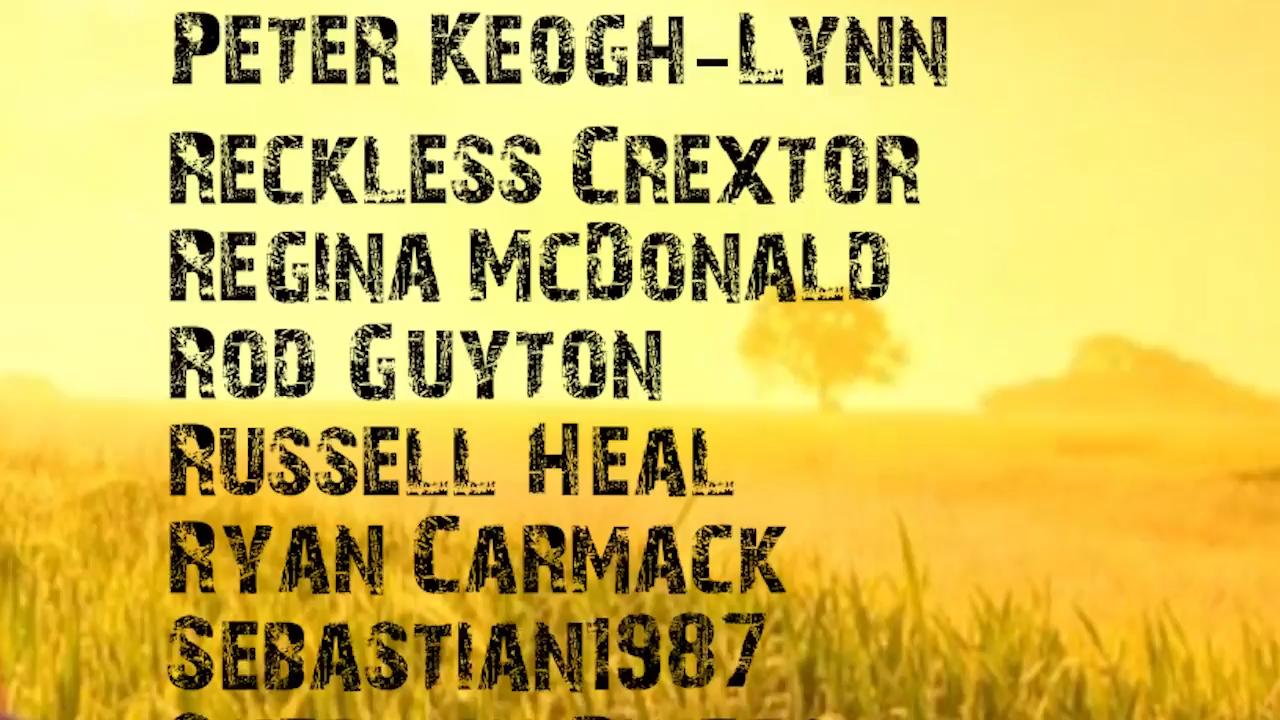 Peter Keogh-Lynn
Reckless Crextor
Regina McDonald
Rod Guyton
Russell Heal
Ryan Carmack
Sebastian1987